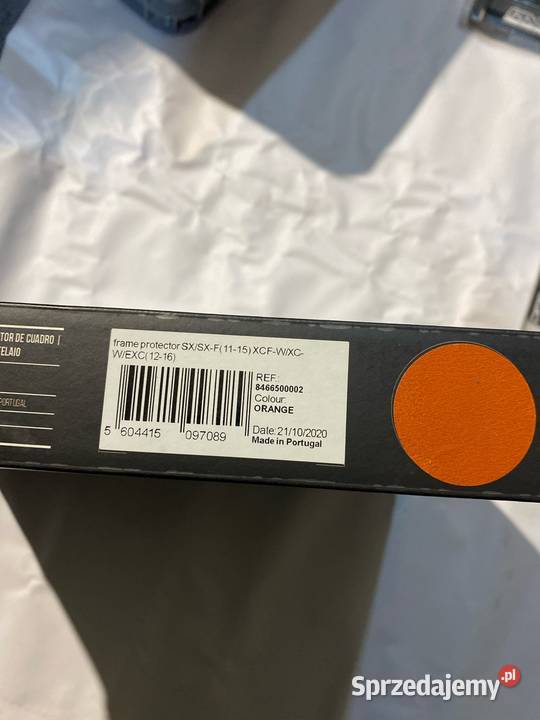 TOR DE CUADRO |
TELAIO
PORTUGAL
frame protector SX/SX-F(11-15) XCF-W/XC-
W/EXC(12-16)
REF.:
8466500002
Colour:
ORANGE
5 604415 097089
Date: 21/10/2020
Made in Portugal
Sprzedajemy.pl